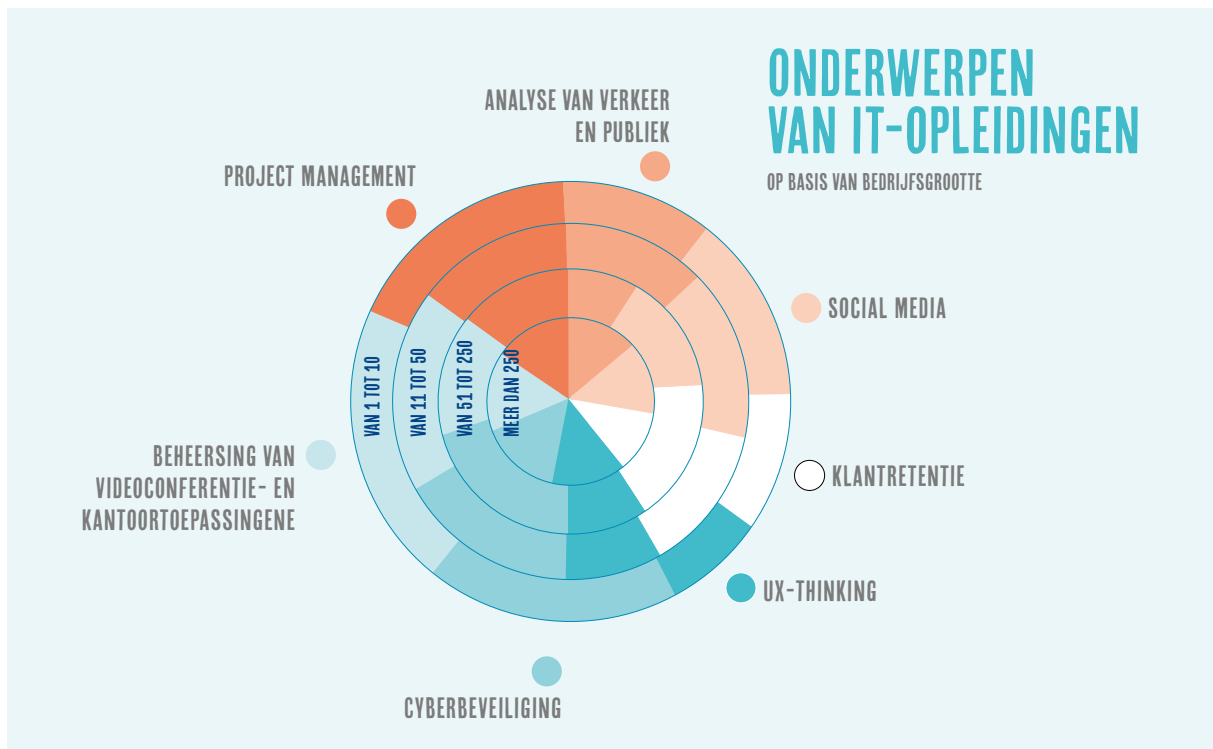 ONDERWERPEN
VAN IT-OPLEIDINGEN
OP BASIS VAN BEDRIJFSGROOTTE
ANALYSE VAN VERKEER
EN PUBLIEK
PROJECT MANAGEMENT
SOCIAL MEDIA
VAN 1 TOT 10
VAN 11 TOT 50
VAN 51 TOT 250
MEER DAN 250
BEHEERSING VAN
VIDEOCONFERENTIE- EN
KANTOORTOEPASSINGENE
KLANTRETENTIE
UX-THINKING
CYBERBEVEILIGING